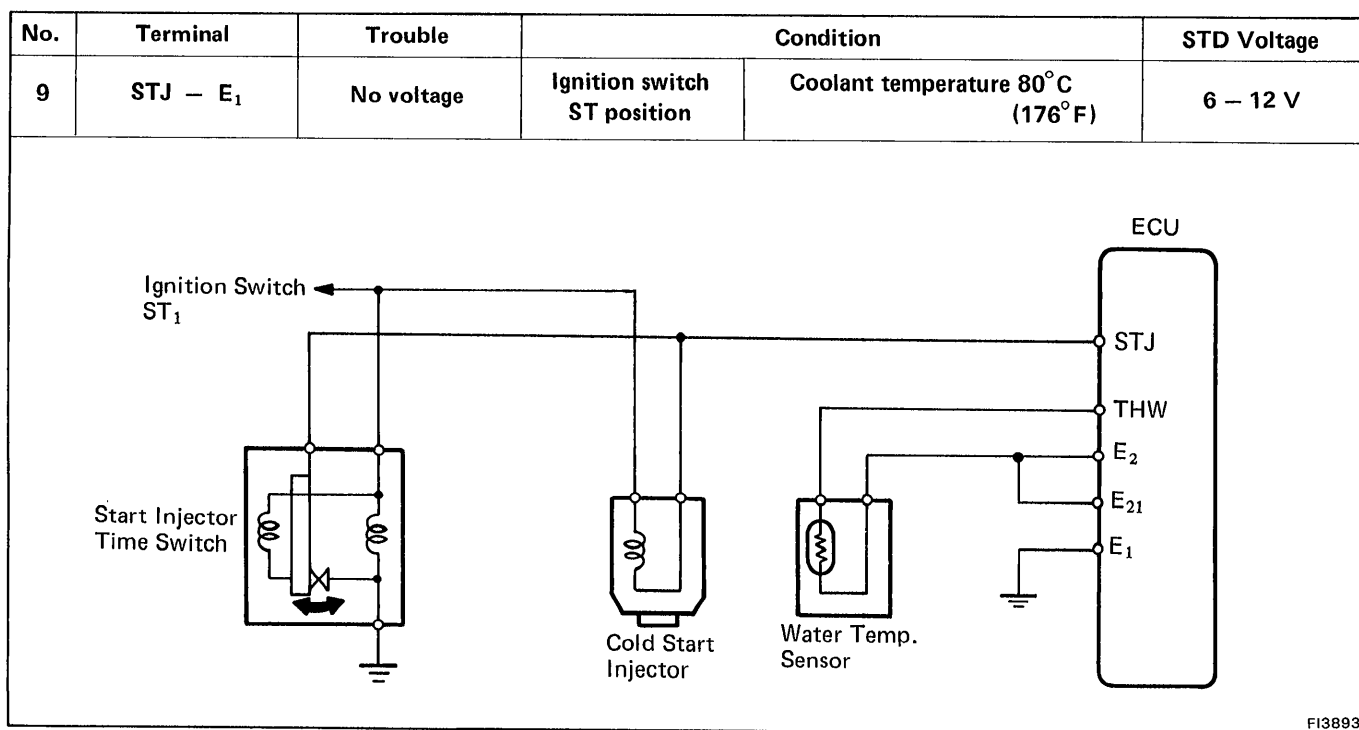 No. Terminal Trouble Condition STD Voltage
9 STJ – E₁ No voltage Ignition switch ST position Coolant temperature 80°C (176°F) 6 – 12 V
ECU
Ignition Switch
ST₁
STJ
THW
E₂
E₂₁
E₁
Start Injector
Time Switch
Cold Start
Injector
Water Temp.
Sensor
FI3893